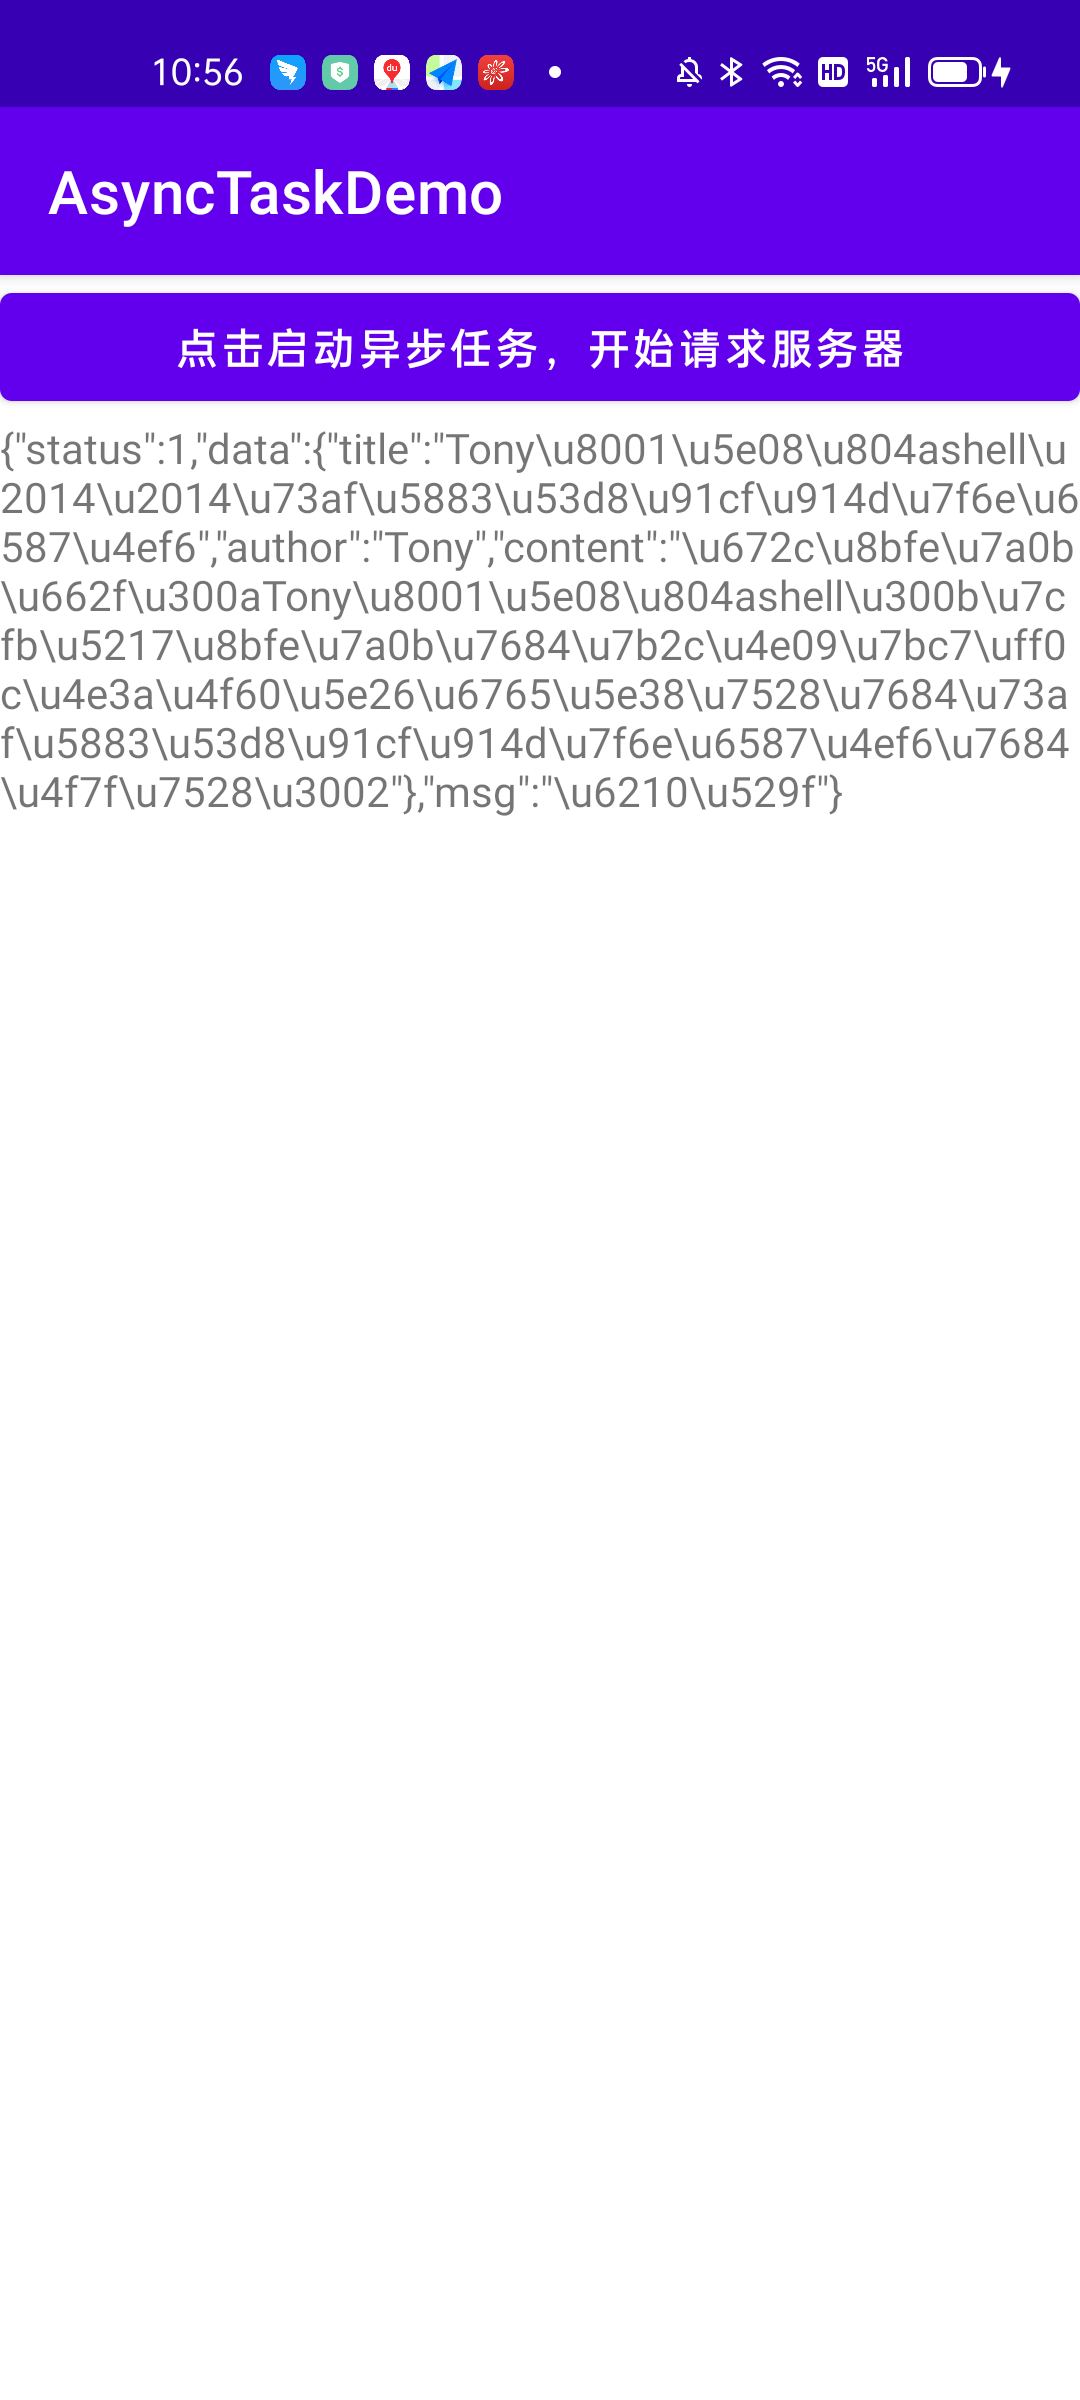 10:56
HD
5G
AsyncTaskDemo
点击启动异步任务，开始请求服务器
{"status":1,"data":{"title":"Tony\u8001\u5e08\u804ashell\u
2014\u2014\u73af\u5883\u53d8\u91cf\u914d\u7f6e\u6
587\u4ef6","author":"Tony","content":"\u672c\u8bfe\u7a0b
\u662f\u300aTony\u8001\u5e08\u804ashell\u300b\u7c
fb\u5217\u8bfe\u7a0b\u7684\u7b2c\u4e09\u7bc7\uff0
c\u4e3a\u4f60\u5e26\u6765\u5e38\u7528\u7684\u73a
f\u5883\u53d8\u91cf\u914d\u7f6e\u6587\u4ef6\u7684
\u4f7f\u7528\u3002"},"msg":"\u6210\u529f"}